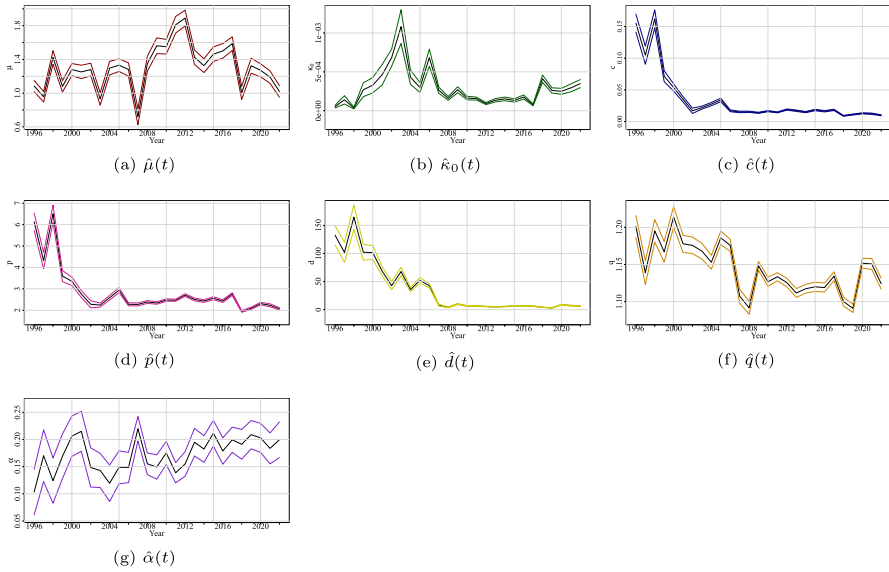 μ
0.6 1.0 1.4 1.8
1996 2000 2004 2008 2012 2016 2020
Year
(a) μ̂(t)
κ₀
0e+00 5e-04 1e-03
1996 2000 2004 2008 2012 2016 2020
Year
(b) κ̂₀(t)
c
0.00 0.05 0.10 0.15
1996 2000 2004 2008 2012 2016 2020
Year
(c) ĉ(t)
p
2 3 4 5 6 7
1996 2000 2004 2008 2012 2016 2020
Year
(d) p̂(t)
d
0 50 100 150
1996 2000 2004 2008 2012 2016 2020
Year
(e) d̂(t)
q
1.10 1.15 1.20
1996 2000 2004 2008 2012 2016 2020
Year
(f) q̂(t)
α
0.05 0.10 0.15 0.20 0.25
1996 2000 2004 2008 2012 2016 2020
Year
(g) α̂(t)